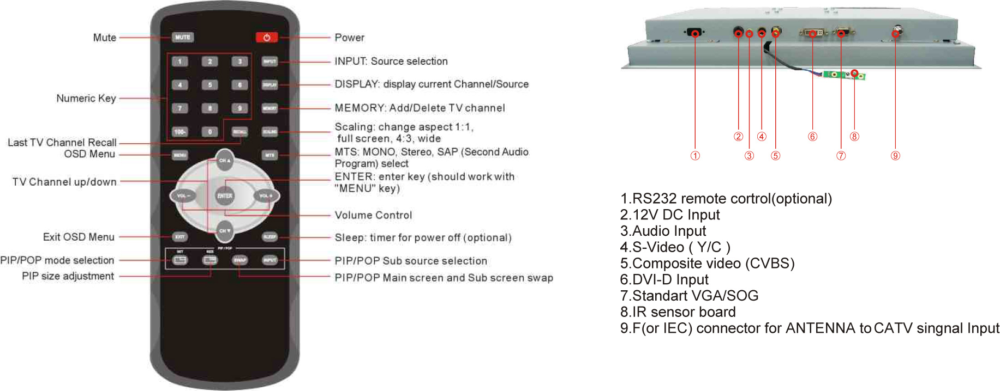 Mute
Numeric Key
Last TV Channel Recall
OSD Menu
TV Channel up/down
Exit OSD Menu
PIP/POP mode selection
PIP size adjustment
MUTE
1 2 3 INPUT
4 5 6 DISPLAY
7 8 9 MEMORY
100- 0 RECALL SCALING
MENU CH ▲ MTS
VOL − ENTER VOL +
EXIT CH ▼ SLEEP
PIP / POP
SET SIZE
SWAP INPUT
Power
INPUT: Source selection
DISPLAY: display current Channel/Source
MEMORY: Add/Delete TV channel
Scaling: change aspect 1:1,
full screen, 4:3, wide
MTS: MONO, Stereo, SAP (Second Audio
Program) select
ENTER: enter key (should work with
"MENU" key)
Volume Control
Sleep: timer for power off (optional)
PIP/POP Sub source selection
PIP/POP Main screen and Sub screen swap
② ④ ⑥ ⑧
① ③ ⑤ ⑦ ⑨
1.RS232 remote cortrol(optional)
2.12V DC Input
3.Audio Input
4.S-Video ( Y/C )
5.Composite video (CVBS)
6.DVI-D Input
7.Standart VGA/SOG
8.IR sensor board
9.F(or IEC) connector for ANTENNA to CATV singnal Input